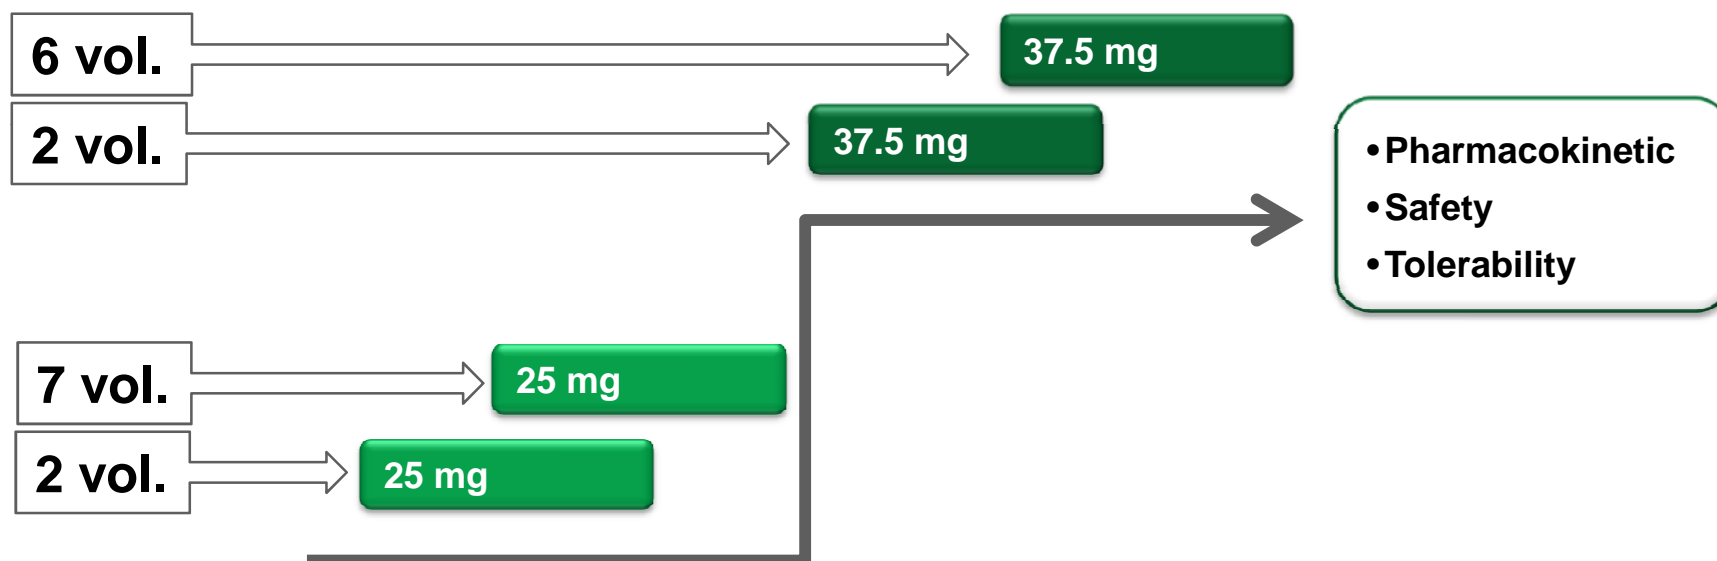 6 vol.
37.5 mg
2 vol.
37.5 mg
•Pharmacokinetic
•Safety
•Tolerability
7 vol.
25 mg
2 vol.
25 mg